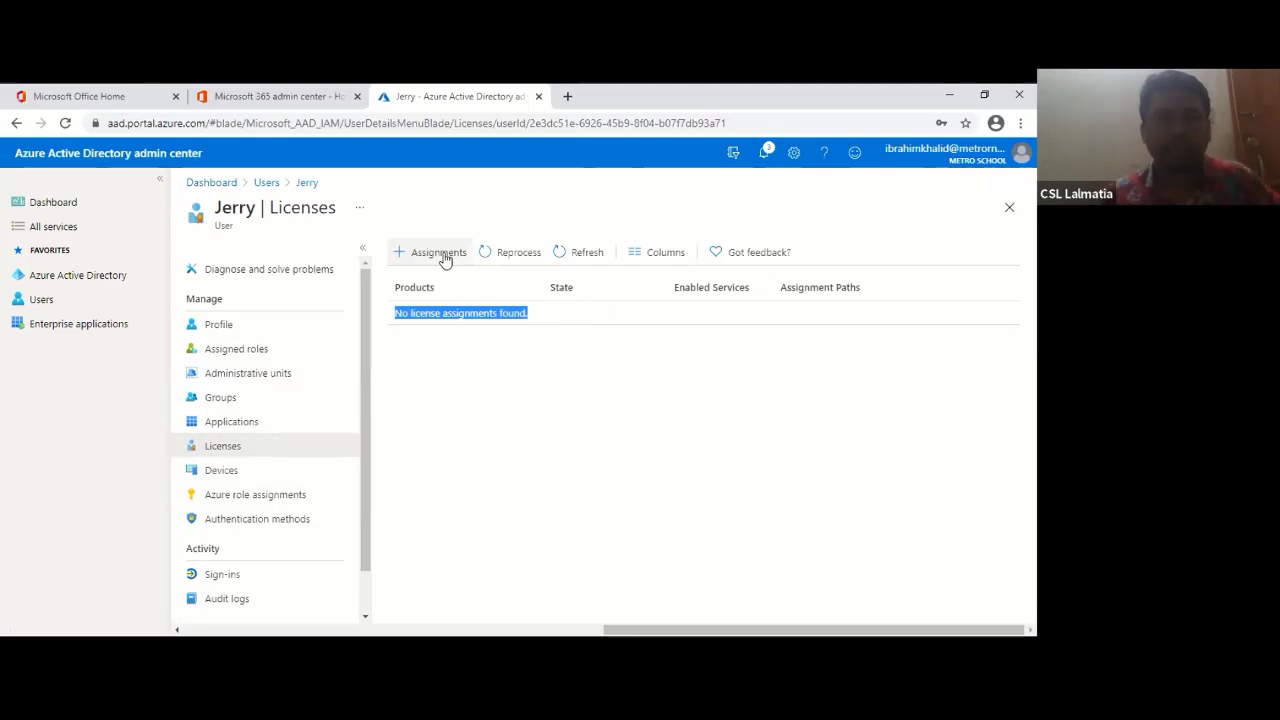 Microsoft Office Home
Microsoft 365 admin center - Ho
Jerry - Azure Active Directory ad
aad.portal.azure.com/#blade/Microsoft_AAD_IAM/UserDetailsMenuBlade/Licenses/userId/2e3dc51e-6926-45b9-8f04-b07f7db93a71
Azure Active Directory admin center
3
ibrahimkhalid@metrorn...
METRO SCHOOL
CSL Lalmatia
Dashboard
All services
FAVORITES
Azure Active Directory
Users
Enterprise applications
Dashboard > Users > Jerry
Jerry | Licenses ...
User
Diagnose and solve problems
Manage
Profile
Assigned roles
Administrative units
Groups
Applications
Licenses
Devices
Azure role assignments
Authentication methods
Activity
Sign-ins
Audit logs
+ Assignments Reprocess Refresh Columns Got feedback?
Products State Enabled Services Assignment Paths
No license assignments found.